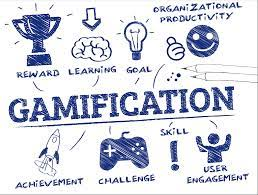 ORGANIZATIONAL
PRODUCTIVITY
REWARD LEARNING GOAL
GAMIFICATION
SKILL
USER
ACHIEVEMENT CHALLENGE ENGAGEMENT